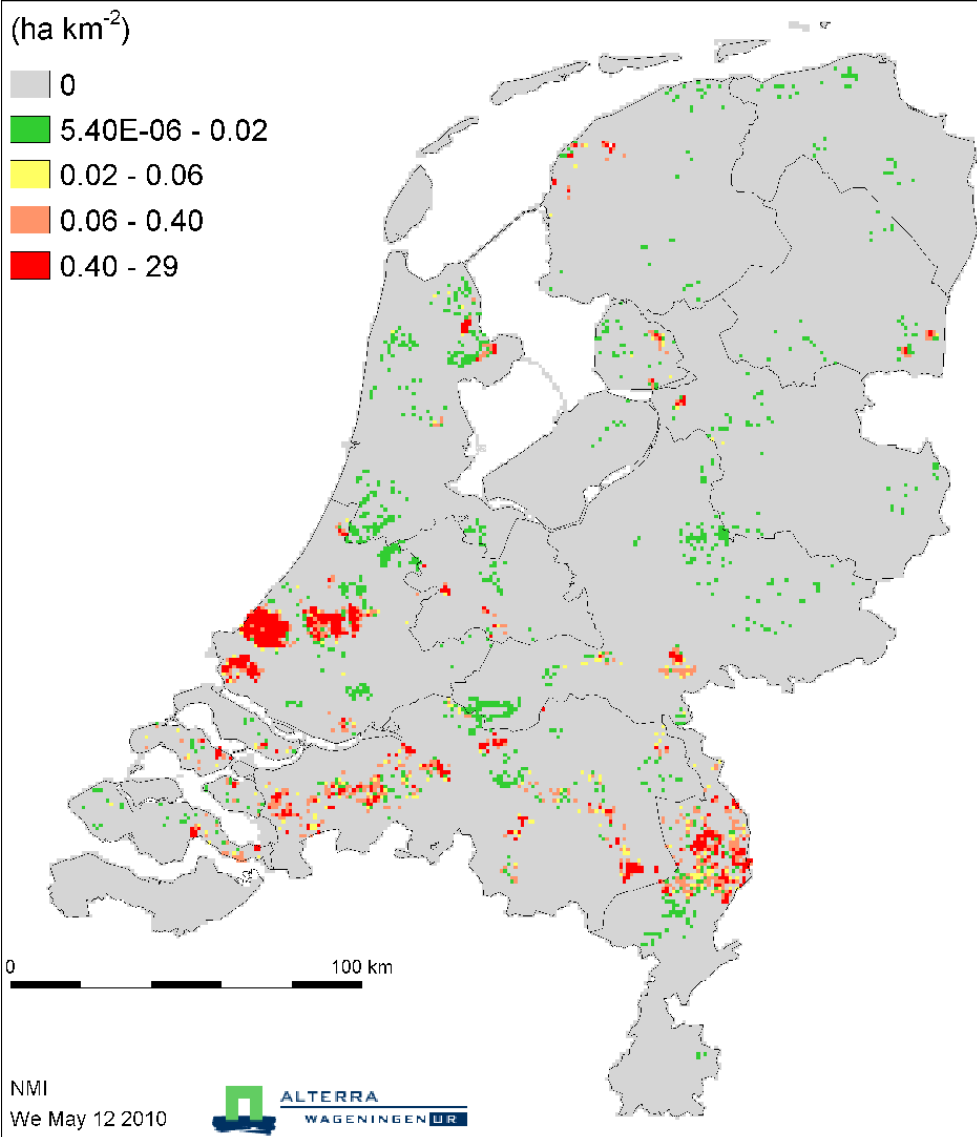 (ha km-2)
0
5.40E-06 - 0.02
0.02 - 0.06
0.06 - 0.40
0.40 - 29
0 100 km
NMI
We May 12 2010
ALTERRA
WAGENINGEN UR